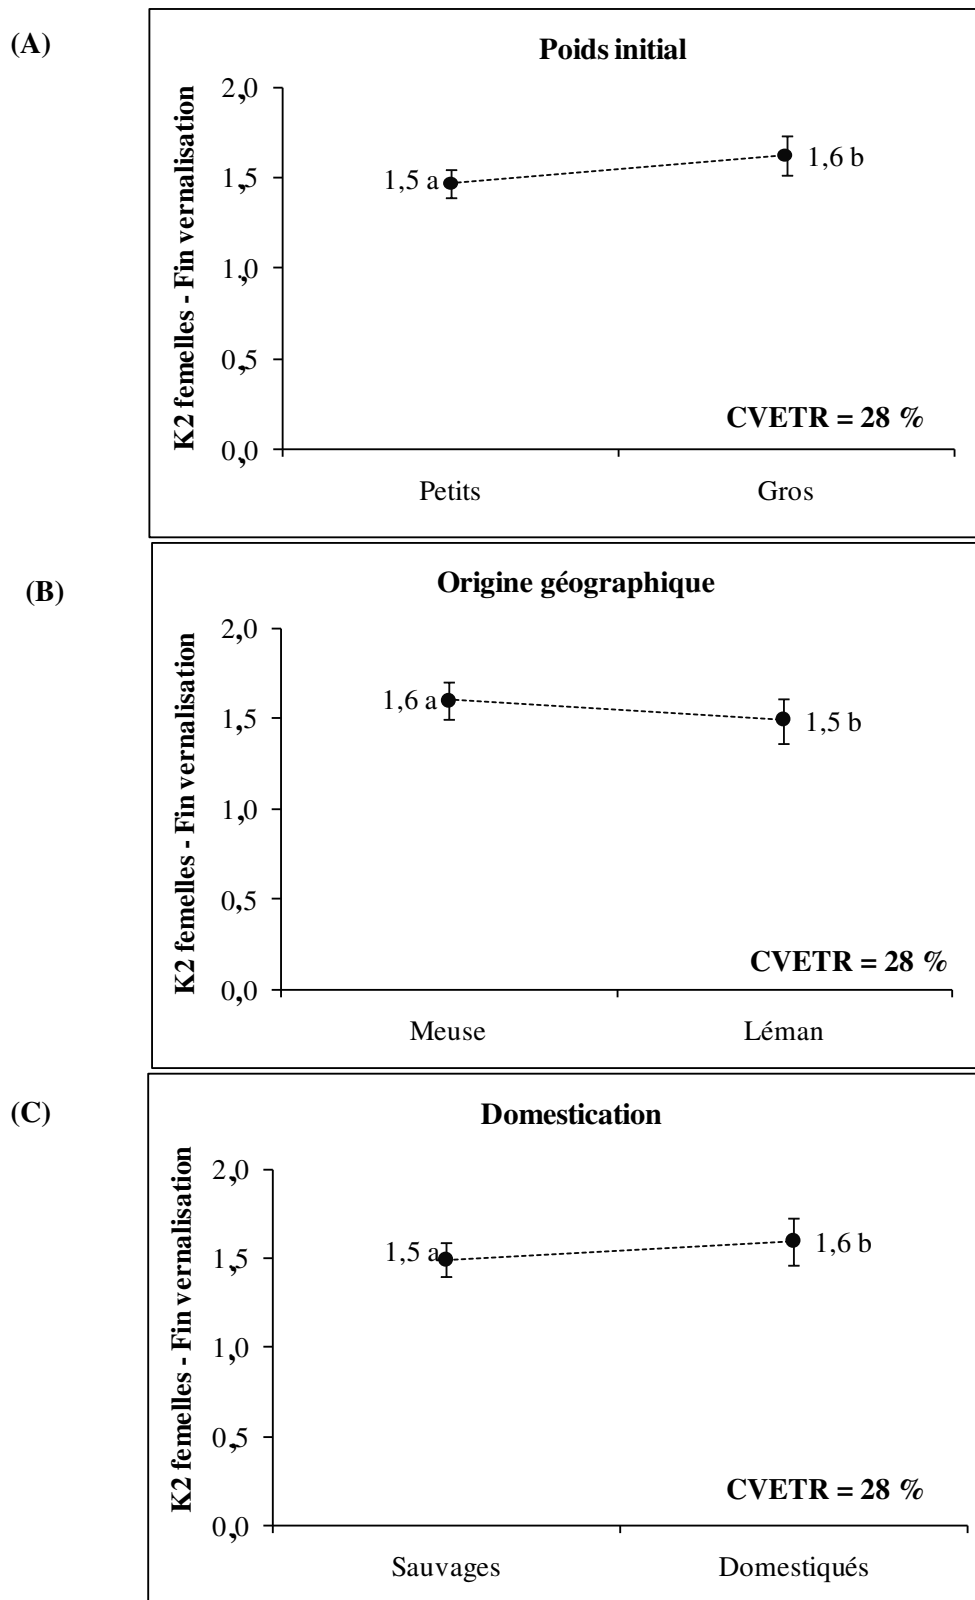 (A)
Poids initial
K2 femelles - Fin vernalisation
2,0
1,5
1,0
0,5
0,0
1,5 a
1,6 b
CVETR = 28 %
Petits
Gros
(B)
Origine géographique
K2 femelles - Fin vernalisation
2,0
1,5
1,0
0,5
0,0
1,6 a
1,5 b
CVETR = 28 %
Meuse
Léman
(C)
Domestication
K2 femelles - Fin vernalisation
2,0
1,5
1,0
0,5
0,0
1,5 a
1,6 b
CVETR = 28 %
Sauvages
Domestiqués